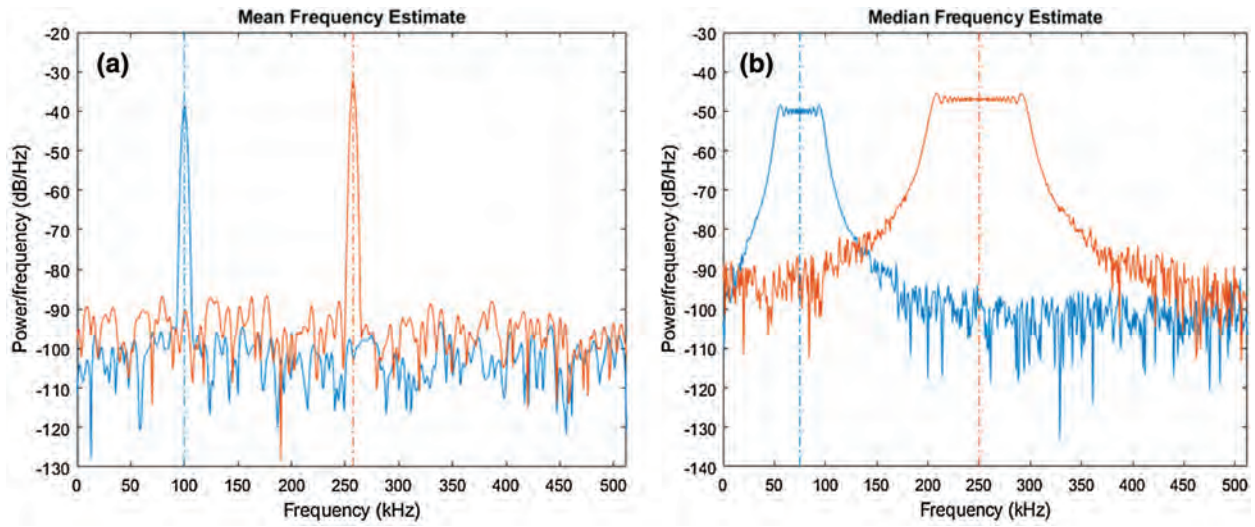 Mean Frequency Estimate
(a)
Power/frequency (dB/Hz)
-20
-30
-40
-50
-60
-70
-80
-90
-100
-110
-120
-130
0 50 100 150 200 250 300 350 400 450 500
Frequency (kHz)
Median Frequency Estimate
(b)
Power/frequency (dB/Hz)
-30
-40
-50
-60
-70
-80
-90
-100
-110
-120
-130
-140
0 50 100 150 200 250 300 350 400 450 500
Frequency (kHz)